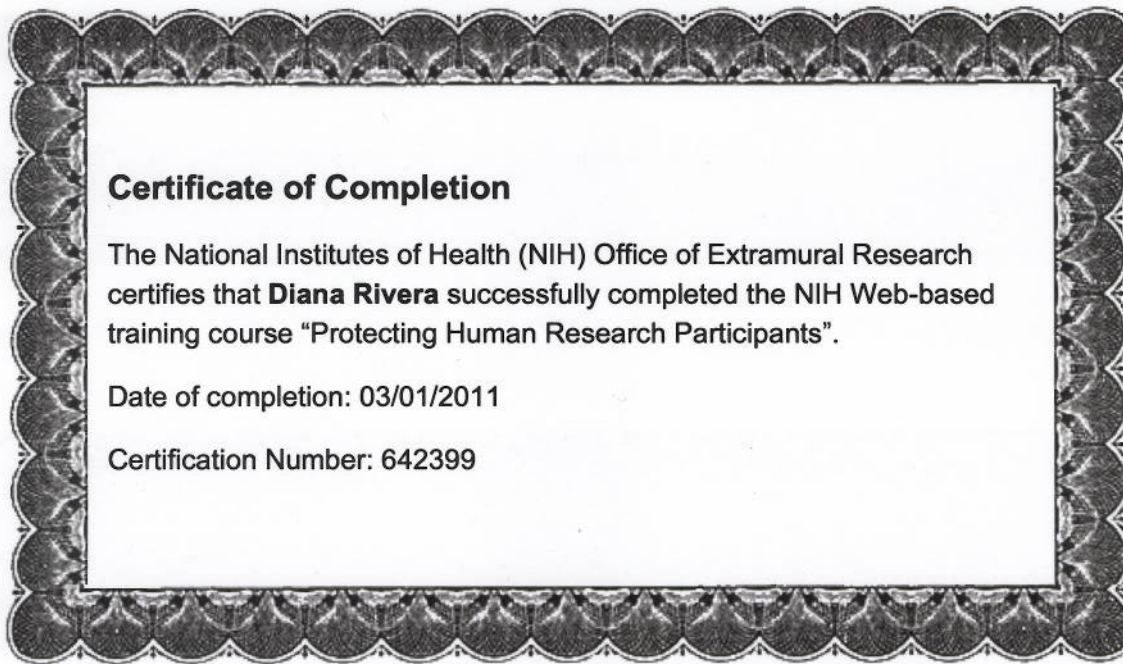 Certificate of Completion
The National Institutes of Health (NIH) Office of Extramural Research
certifies that Diana Rivera successfully completed the NIH Web-based
training course “Protecting Human Research Participants”.
Date of completion: 03/01/2011
Certification Number: 642399